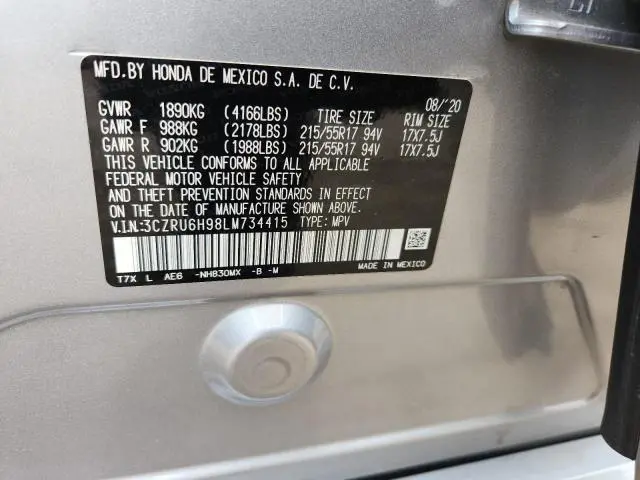 MFD.BY HONDA DE MEXICO S.A. DE C.V.
08/'20
GVWR 1890KG (4166LBS) TIRE SIZE RIM SIZE
GAWR F 988KG (2178LBS) 215/55R17 94V 17X7.5J
GAWR R 902KG (1988LBS) 215/55R17 94V 17X7.5J
THIS VEHICLE CONFORMS TO ALL APPLICABLE
FEDERAL MOTOR VEHICLE SAFETY
AND THEFT PREVENTION STANDARDS IN EFFECT
ON THE DATE OF MANUFACTURE SHOWN ABOVE.
V.I.N:3CZRU6H98LM734415 TYPE: MPV
T7X L AE6 -NH830MX -B -M MADE IN MEXICO